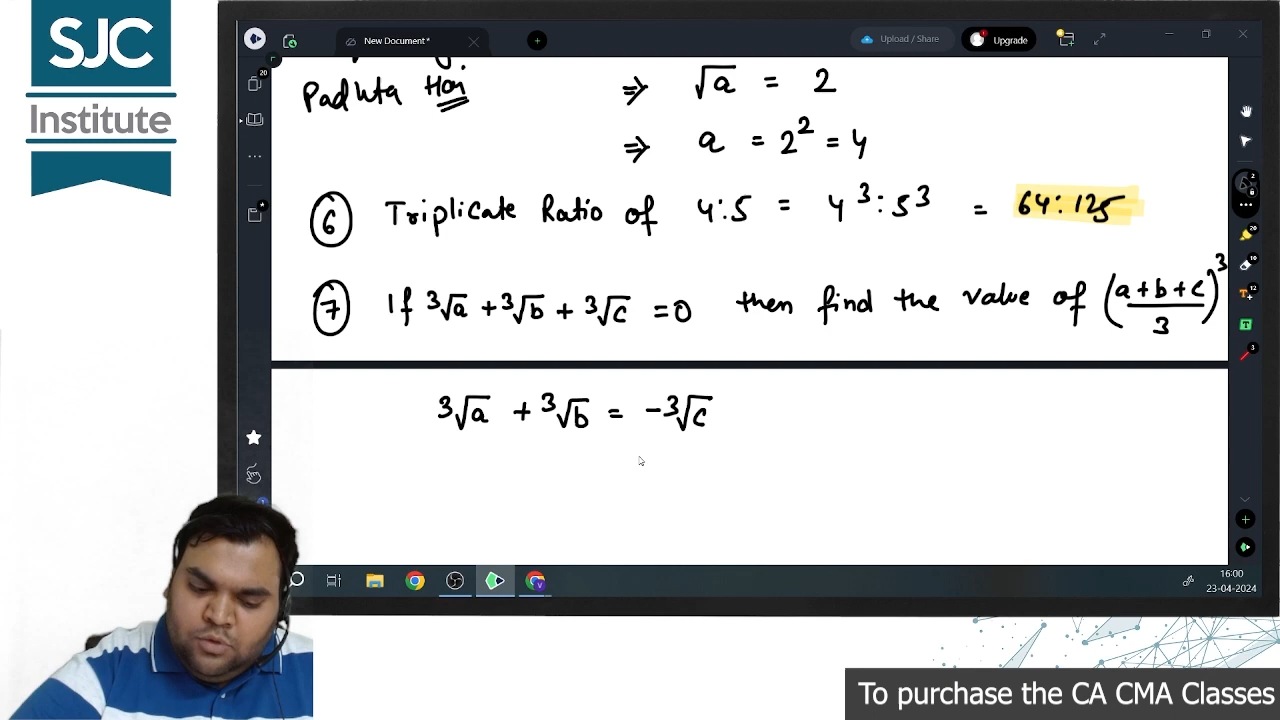 SJC
Institute
New Document*
Upload / Share
Upgrade
Padhta Hai
⇒ √a = 2
⇒ a = 2² = 4
6 Triplicate Ratio of 4:5 = 4³:5³ = 64:125
7 If ³√a + ³√b + ³√c = 0 then find the value of ((a+b+c)/3)³
³√a + ³√b = -³√c
16:00
23-04-2024
To purchase the CA CMA Classes